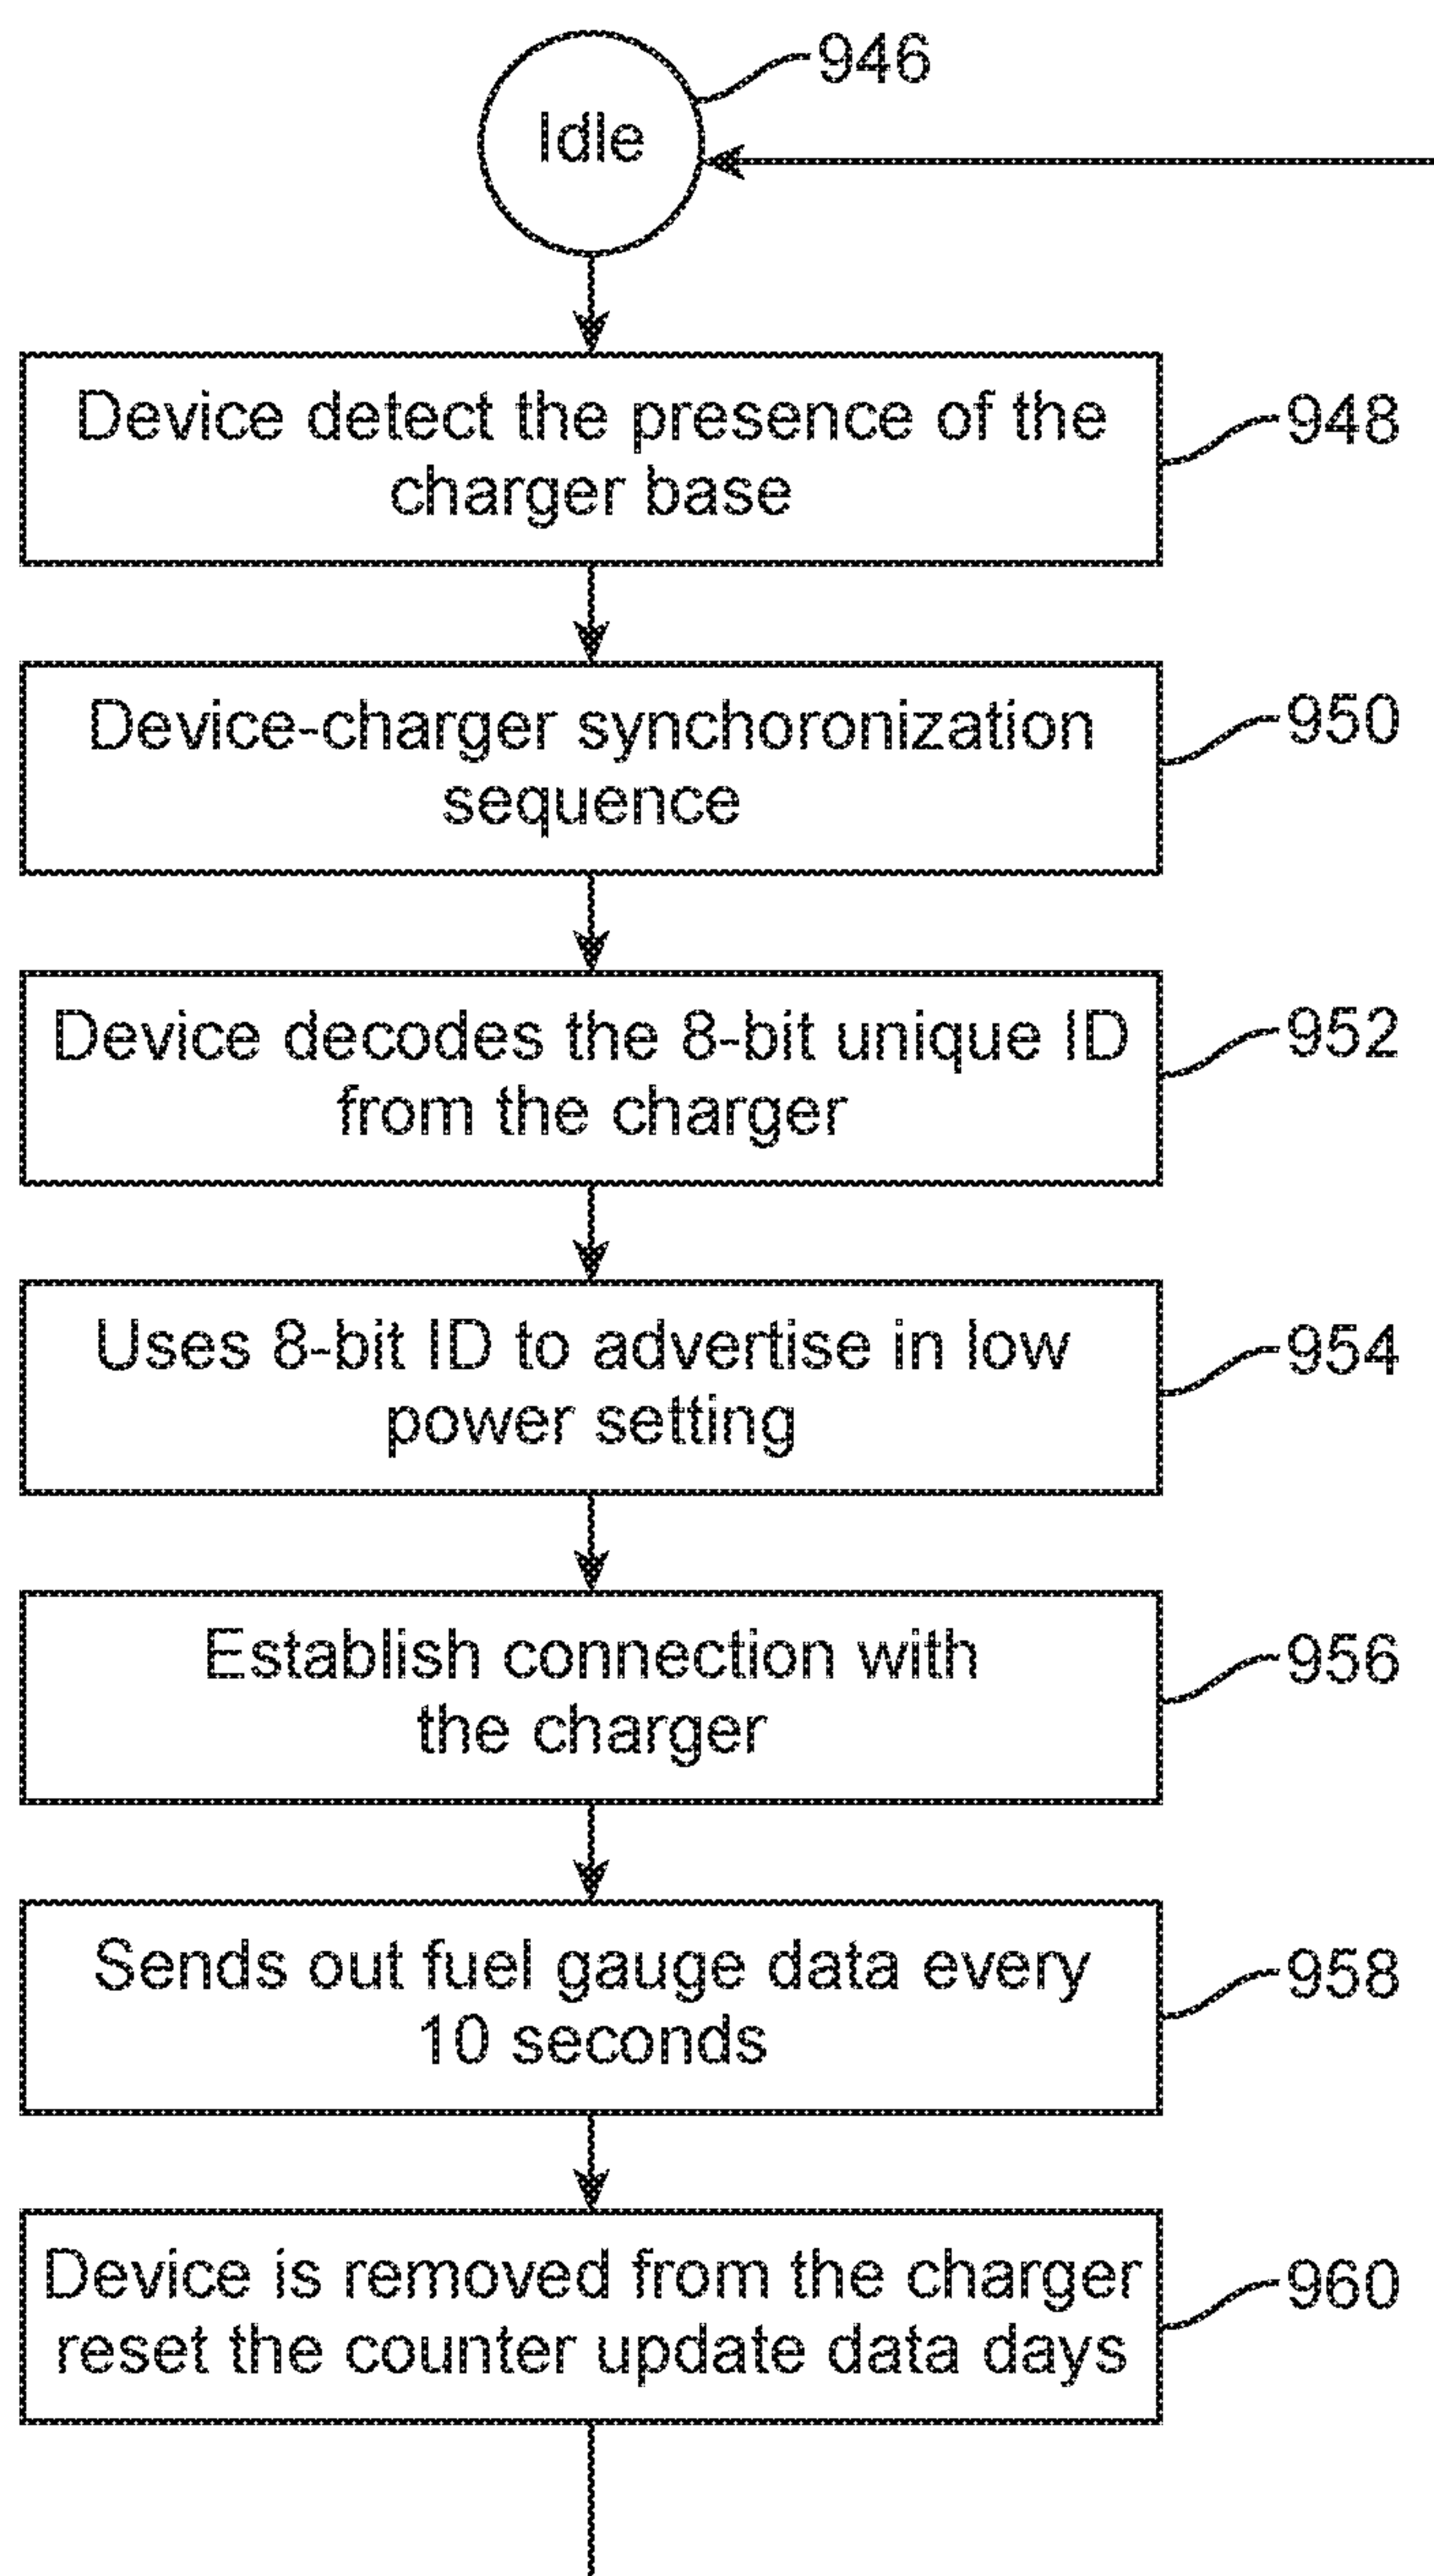 946
Idle
Device detect the presence of the
charger base
948
Device-charger synchoronization
sequence
950
Device decodes the 8-bit unique ID
from the charger
952
Uses 8-bit ID to advertise in low
power setting
954
Establish connection with
the charger
956
Sends out fuel gauge data every
10 seconds
958
Device is removed from the charger
reset the counter update data days
960